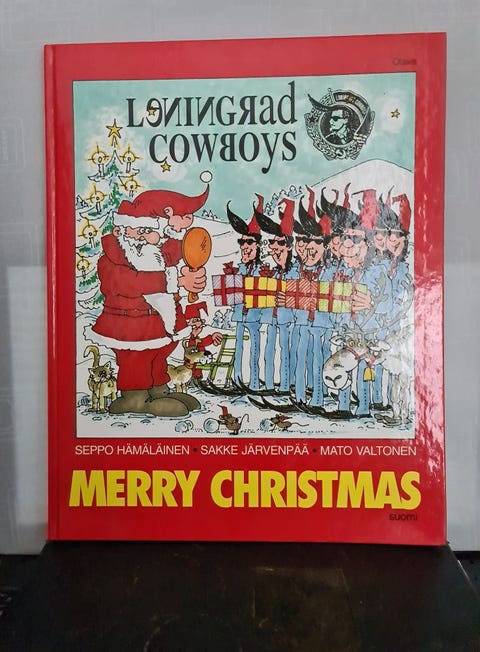 Otava
LENINGRAD
COWBOYS
SEPPO HÄMÄLÄINEN • SAKKE JÄRVENPÄÄ • MATO VALTONEN
MERRY CHRISTMAS
suomi